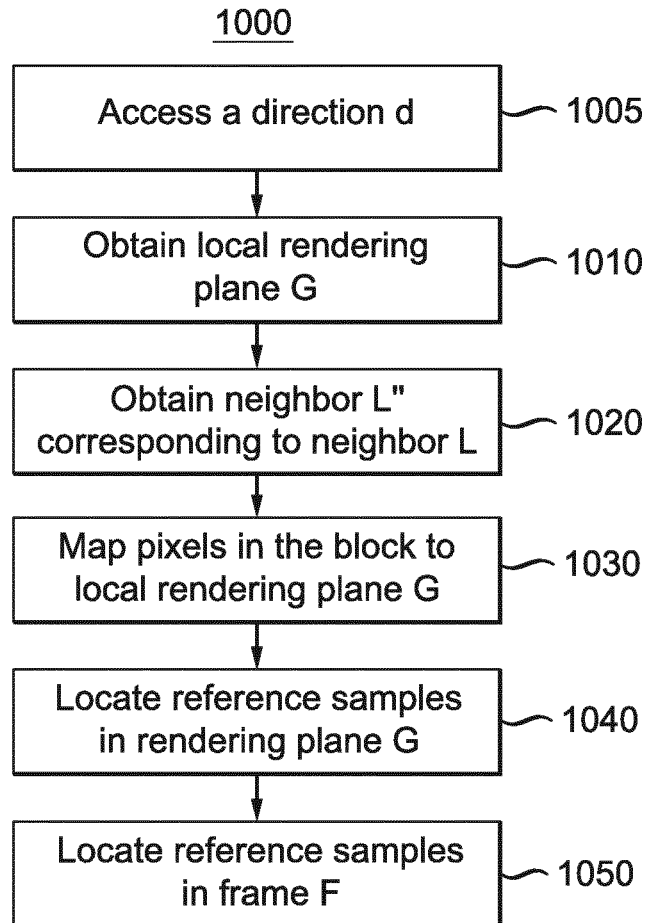 1000
Access a direction d
1005
Obtain local rendering
plane G
1010
Obtain neighbor L"
corresponding to neighbor L
1020
Map pixels in the block to
local rendering plane G
1030
Locate reference samples
in rendering plane G
1040
Locate reference samples
in frame F
1050